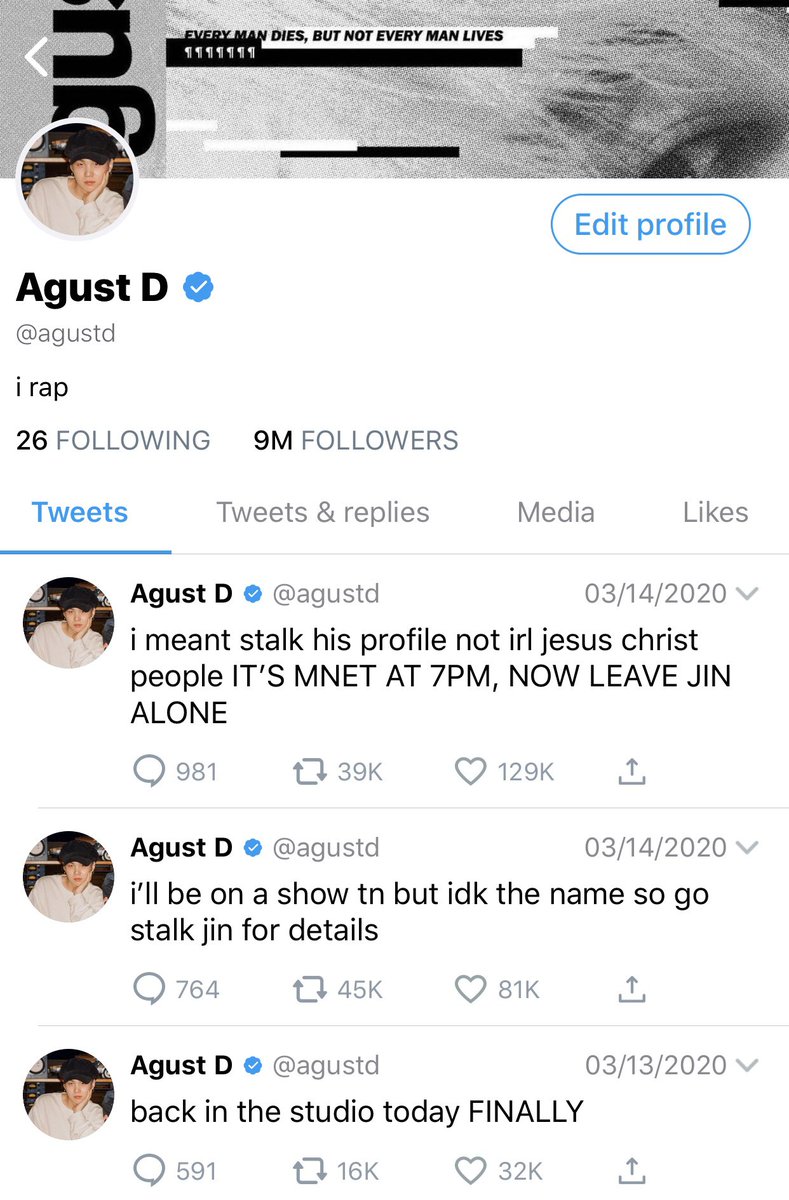 gus
EVERY MAN DIES, BUT NOT EVERY MAN LIVES
¶¶¶¶¶¶¶
Edit profile
Agust D
@agustd
i rap
26 FOLLOWING 9M FOLLOWERS
Tweets Tweets & replies Media Likes
Agust D @agustd 03/14/2020
i meant stalk his profile not irl jesus christ
people IT’S MNET AT 7PM, NOW LEAVE JIN
ALONE
981 39K 129K
Agust D @agustd 03/14/2020
i’ll be on a show tn but idk the name so go
stalk jin for details
764 45K 81K
Agust D @agustd 03/13/2020
back in the studio today FINALLY
591 16K 32K